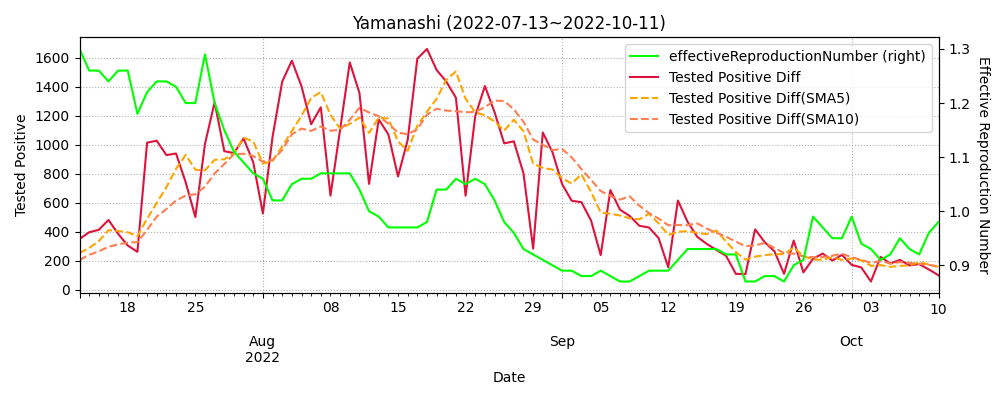 Yamanashi (2022-07-13~2022-10-11)
effectiveReproductionNumber (right)
Tested Positive Diff
Tested Positive Diff(SMA5)
Tested Positive Diff(SMA10)
Tested Positive
1600
1400
1200
1000
800
600
400
200
0
1.3
1.2
1.1
1.0
0.9
Effective Reproduction Number
18 25 08 15 22 29 05 12 19 26 03 10
Aug Sep Oct
2022
Date